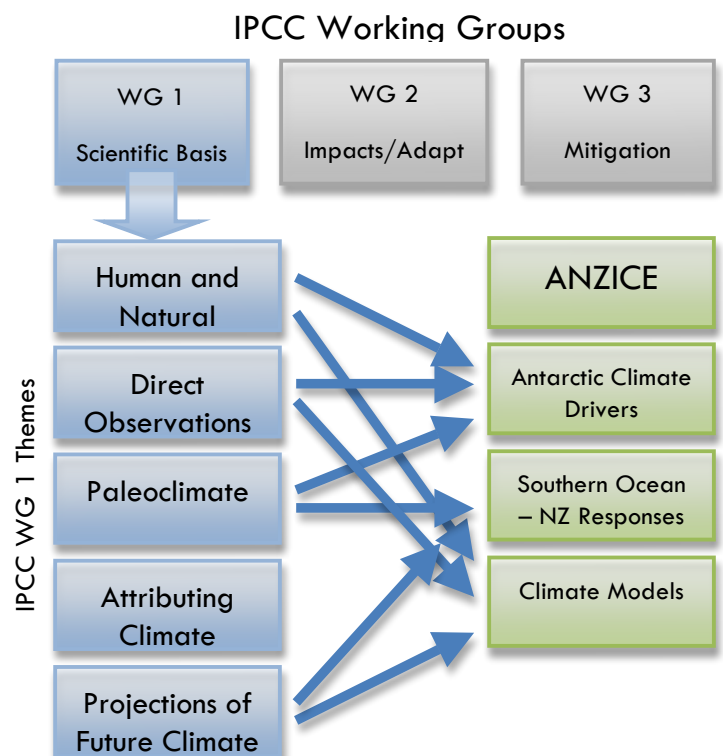 IPCC Working Groups
WG 1
Scientific Basis
WG 2
Impacts/Adapt
WG 3
Mitigation
IPCC WG 1 Themes
Human and
Natural
Direct
Observations
Paleoclimate
Attributing
Climate
Projections of
Future Climate
ANZICE
Antarctic Climate
Drivers
Southern Ocean
– NZ Responses
Climate Models